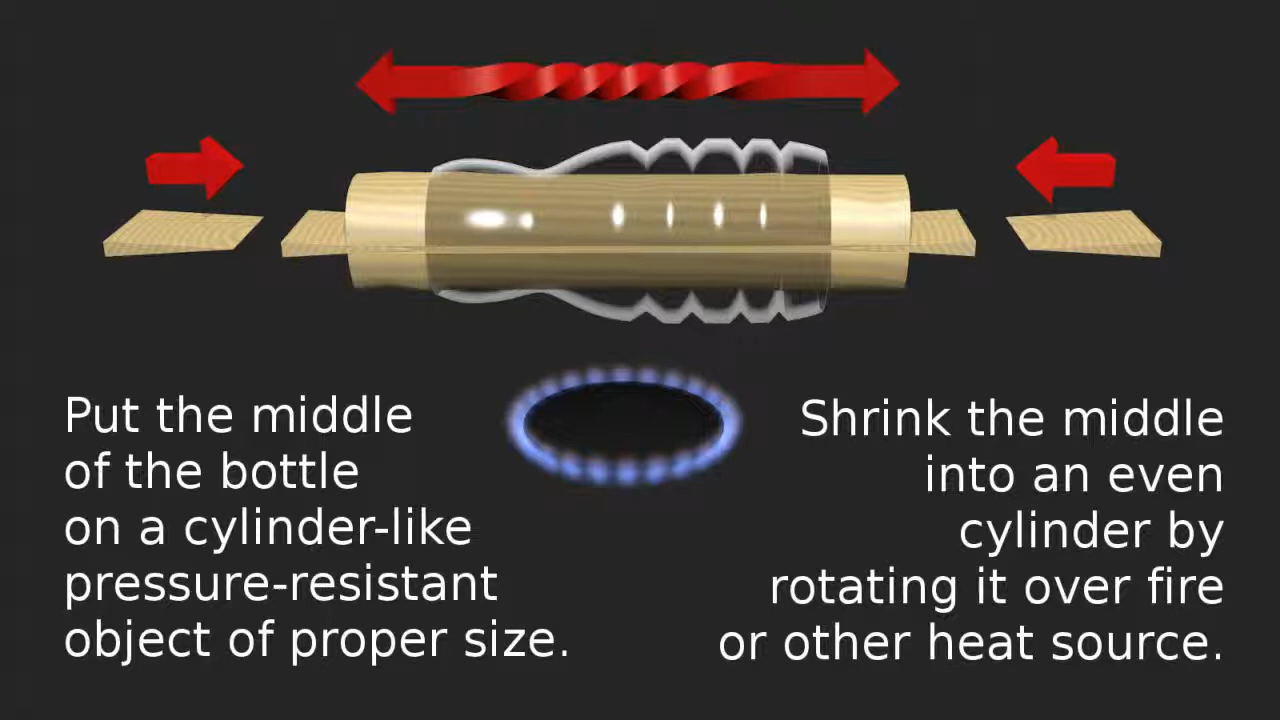 Put the middle
of the bottle
on a cylinder-like
pressure-resistant
object of proper size.
Shrink the middle
into an even
cylinder by
rotating it over fire
or other heat source.